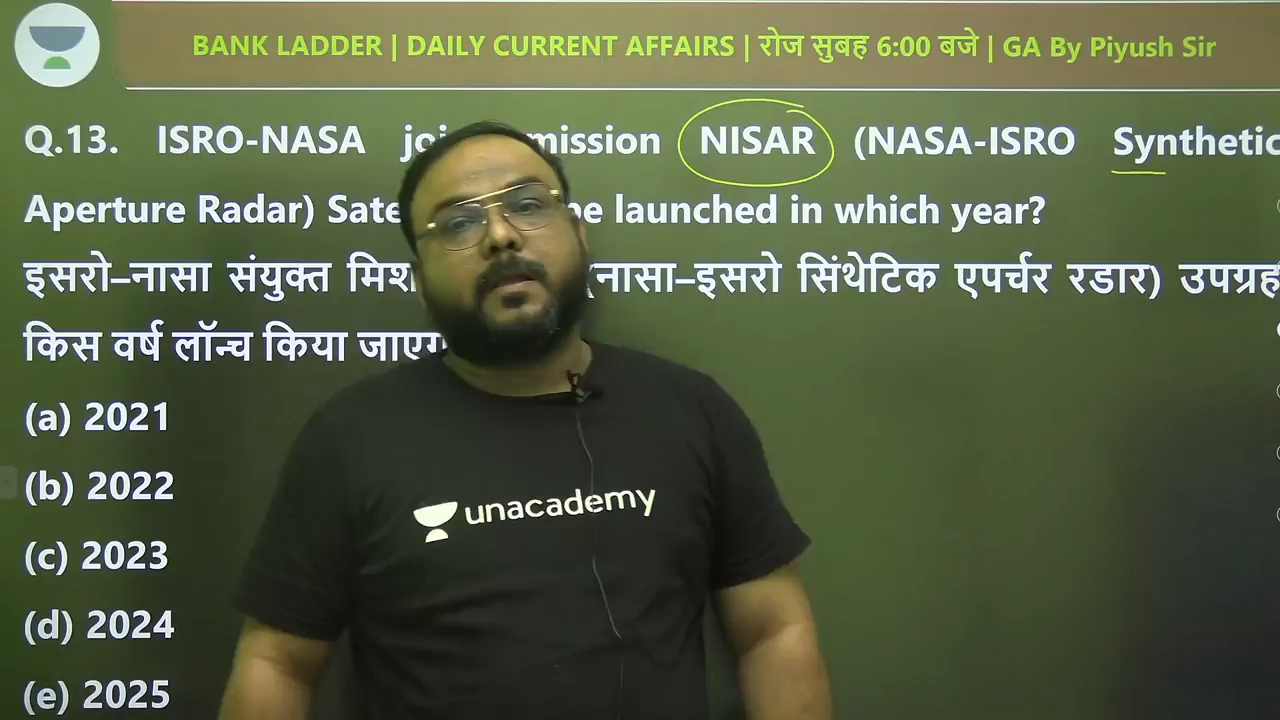 BANK LADDER | DAILY CURRENT AFFAIRS | रोज सुबह 6:00 बजे | GA By Piyush Sir
Q.13. ISRO-NASA mission NISAR (NASA-ISRO Synthetic
Aperture Radar) be launched in which year?
इसरो–नासा संयुक्त (नासा–इसरो सिंथेटिक एपर्चर रडार) उपग्रह
किस वर्ष लॉन्च किया
(a) 2021
(b) 2022
(c) 2023
(d) 2024
(e) 2025
unacademy